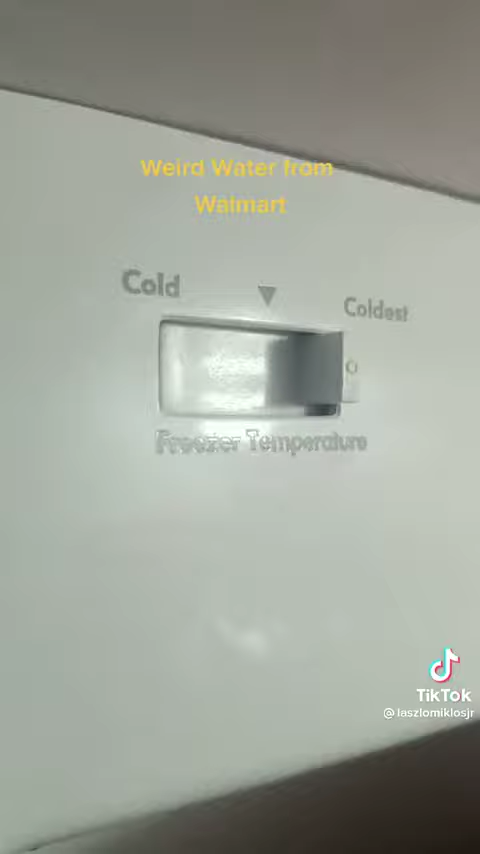 Weird Water from
Walmart
Cold
Coldest
Freezer Temperature
TikTok
@laszlomiklosjr